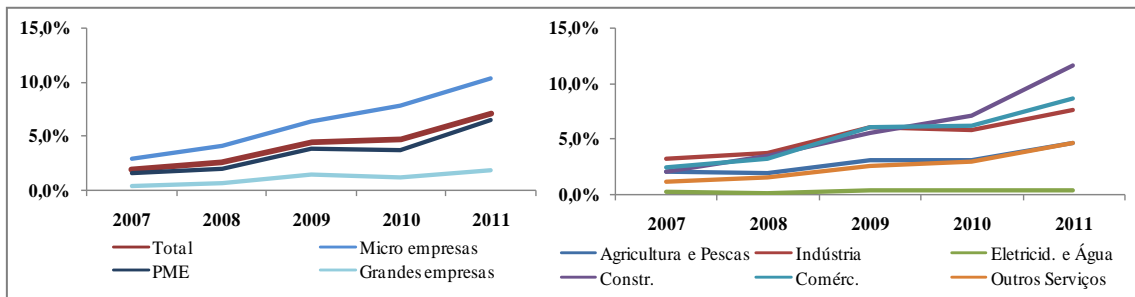 15,0%
10,0%
5,0%
0,0%
2007 2008 2009 2010 2011
Total Micro empresas
PME Grandes empresas
15,0%
10,0%
5,0%
0,0%
2007 2008 2009 2010 2011
Agricultura e Pescas Indústria Eletricid. e Água
Constr. Comérc. Outros Serviços